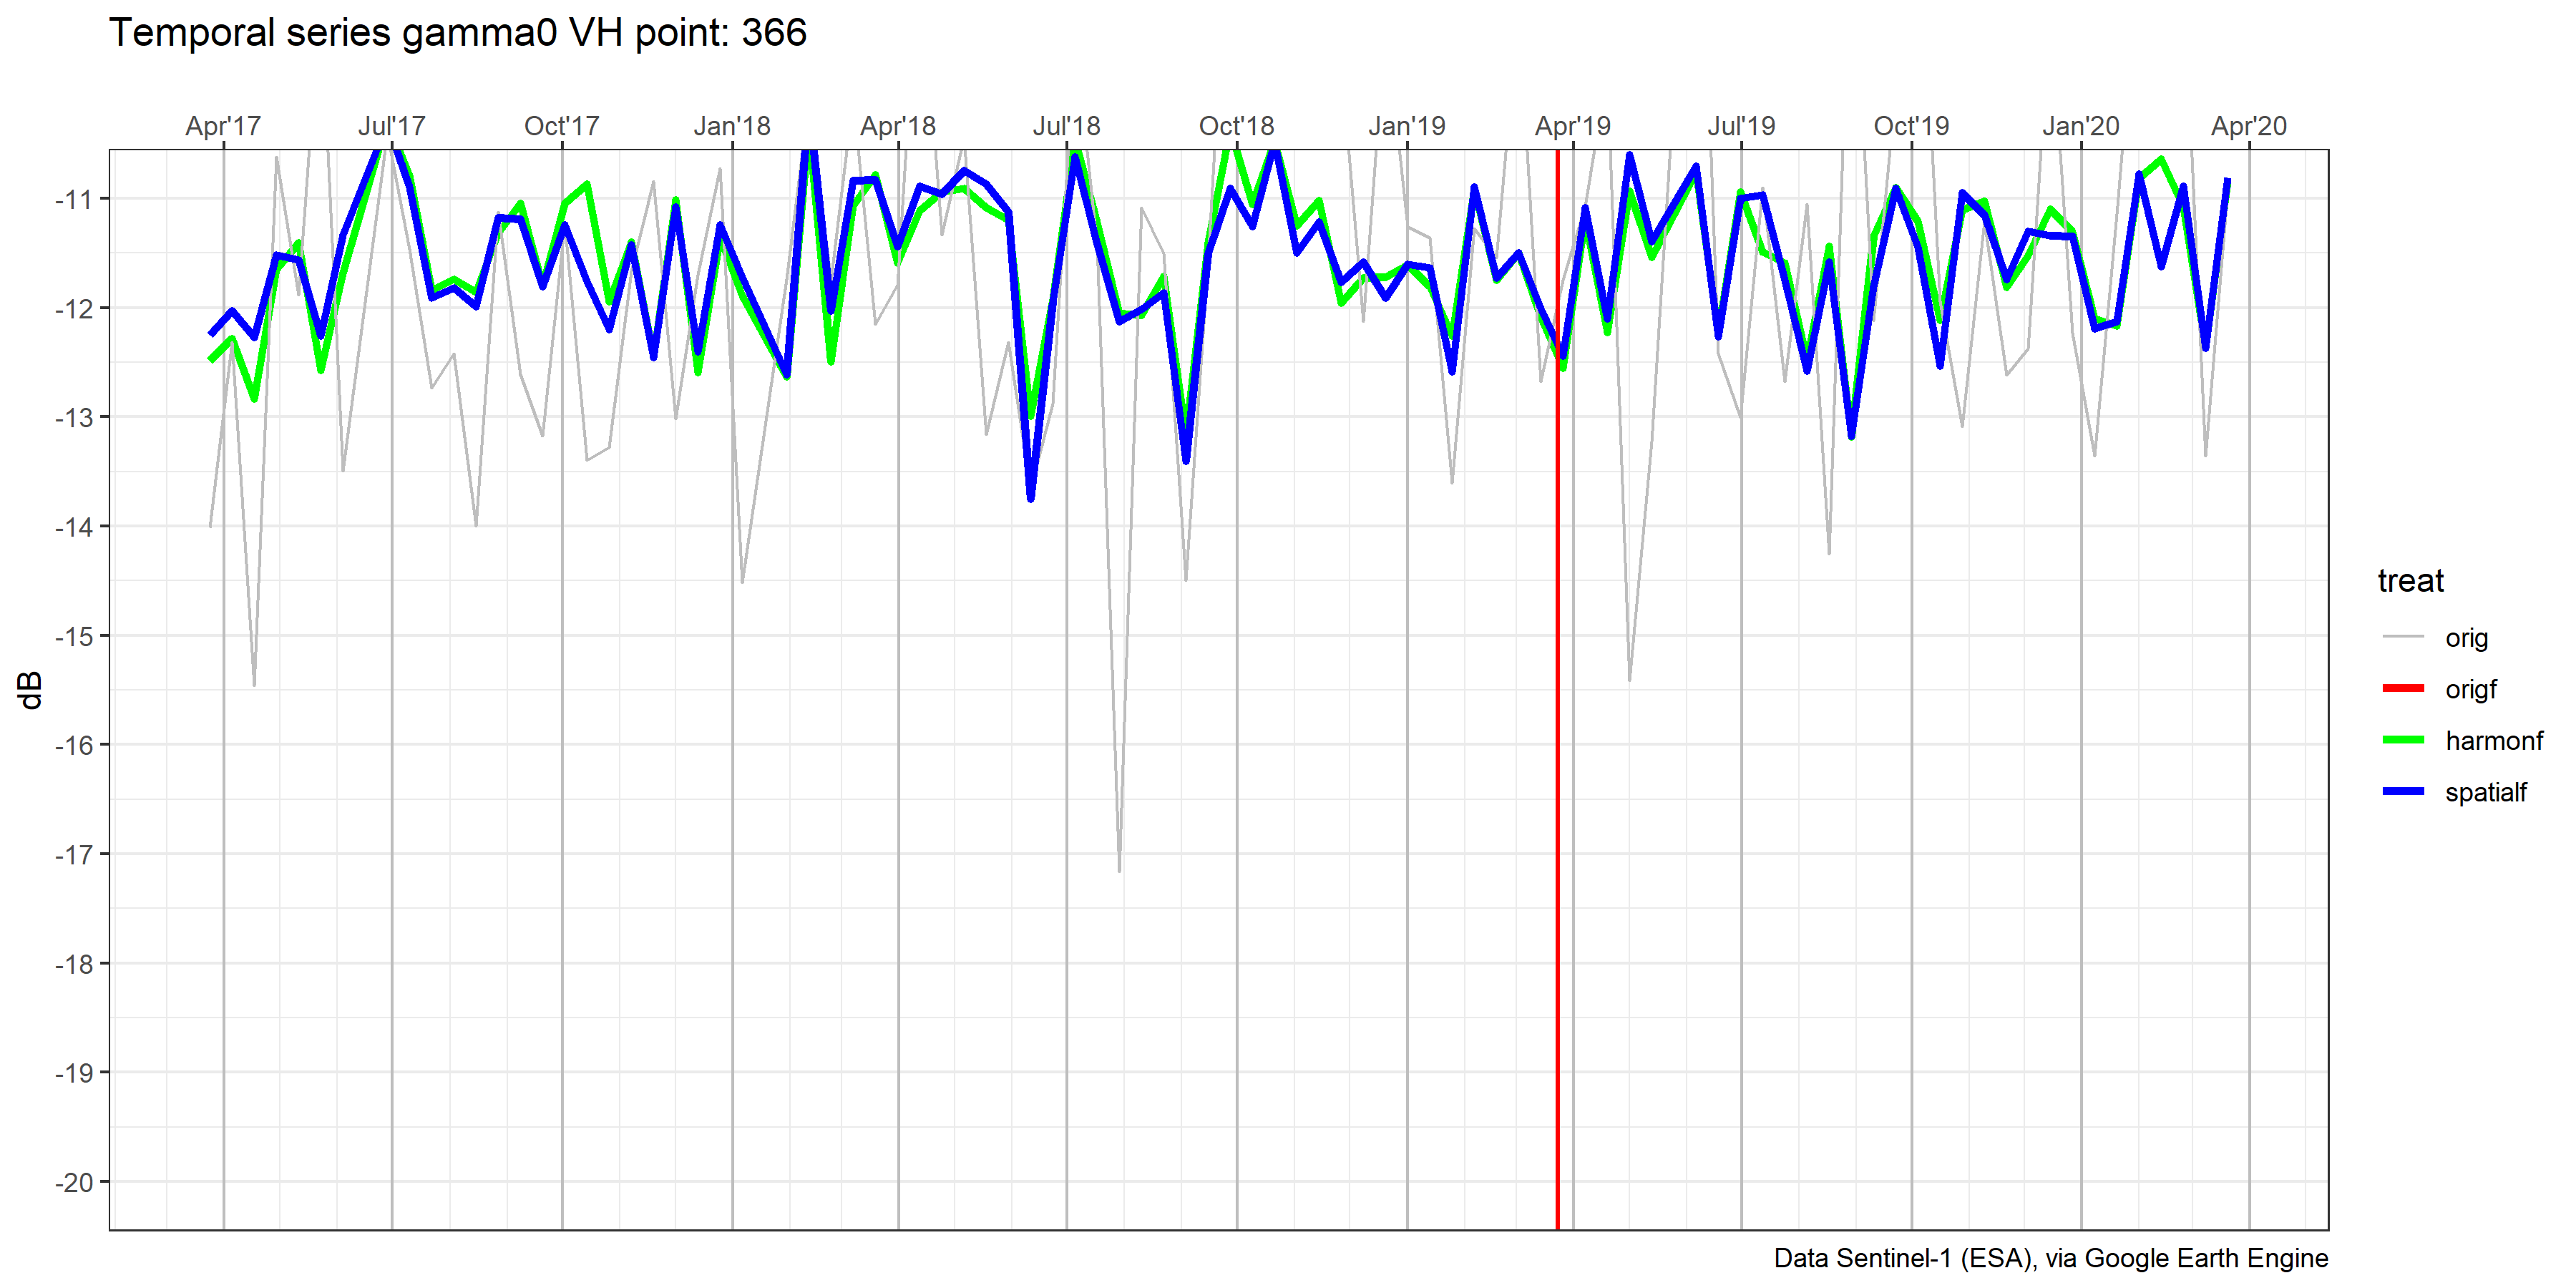 Temporal series gamma0 VH point: 366
Apr'17 Jul'17 Oct'17 Jan'18 Apr'18 Jul'18 Oct'18 Jan'19 Apr'19 Jul'19 Oct'19 Jan'20 Apr'20
-11
-12
-13
-14
-15
-16
-17
-18
-19
-20
dB
treat
orig
origf
harmonf
spatialf
Data Sentinel-1 (ESA), via Google Earth Engine